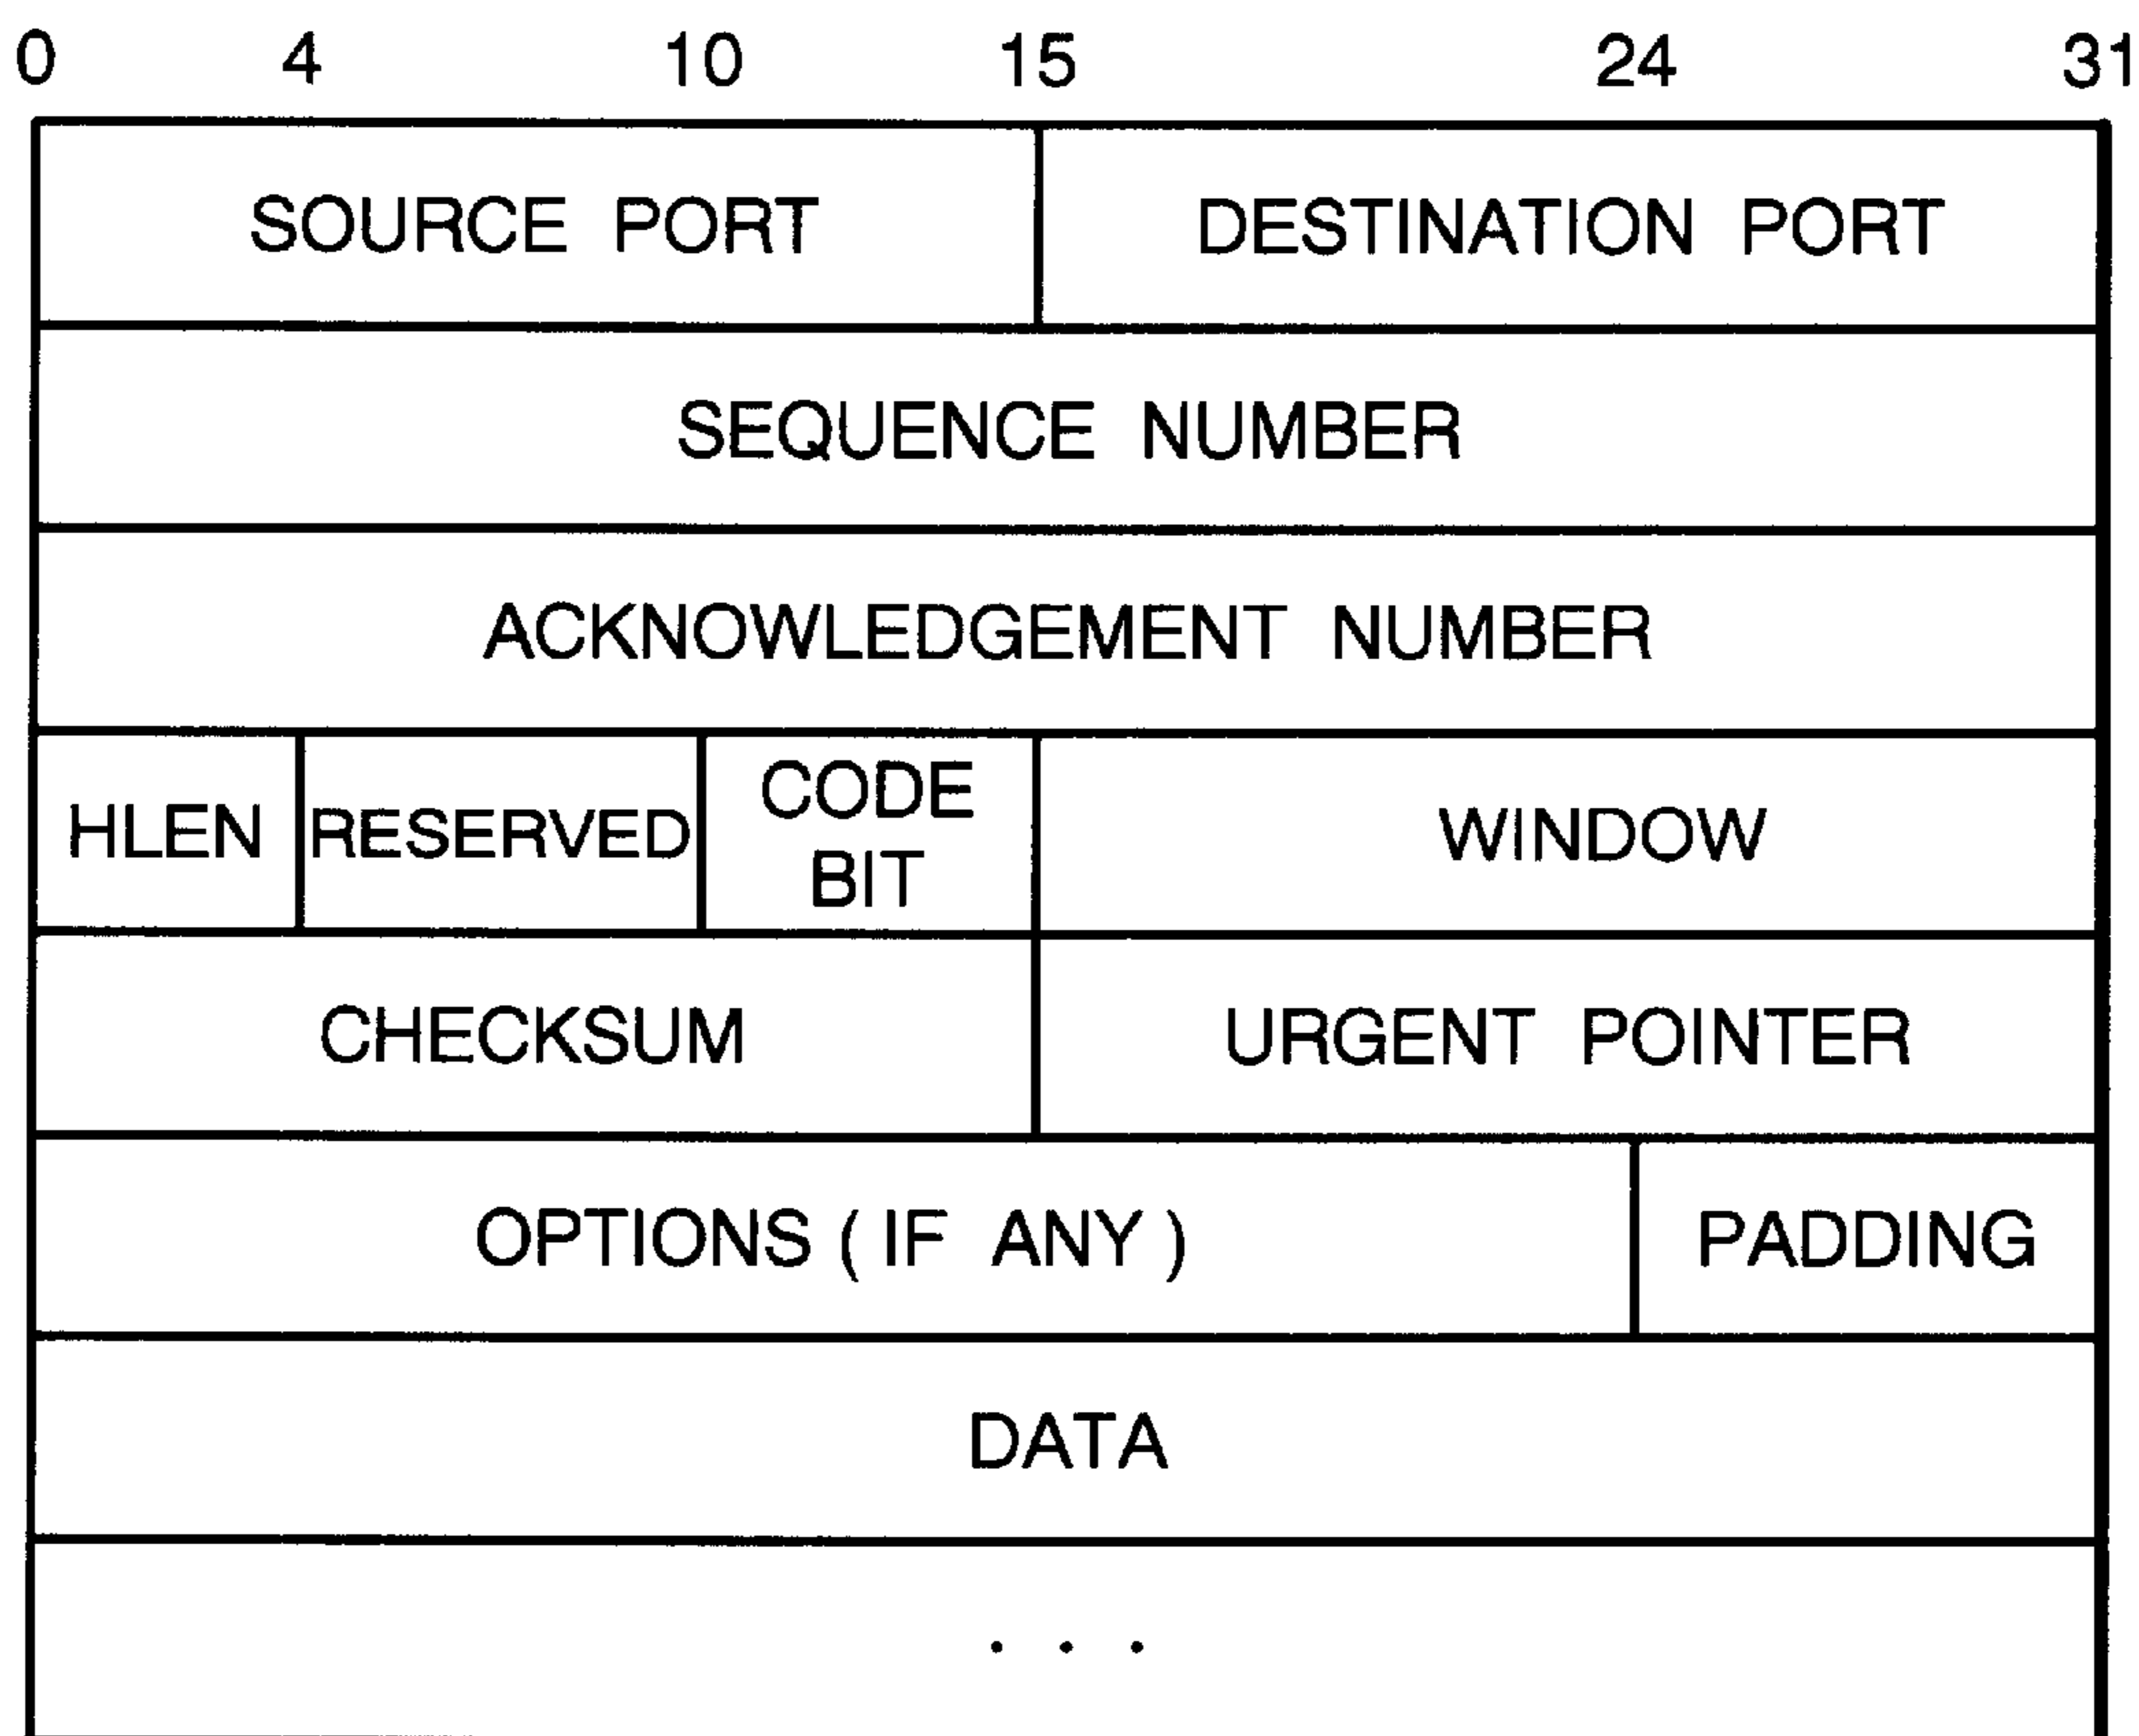 0 4 10 15 24 31
SOURCE PORT DESTINATION PORT
SEQUENCE NUMBER
ACKNOWLEDGEMENT NUMBER
HLEN RESERVED CODE BIT WINDOW
CHECKSUM URGENT POINTER
OPTIONS ( IF ANY ) PADDING
DATA
. . .